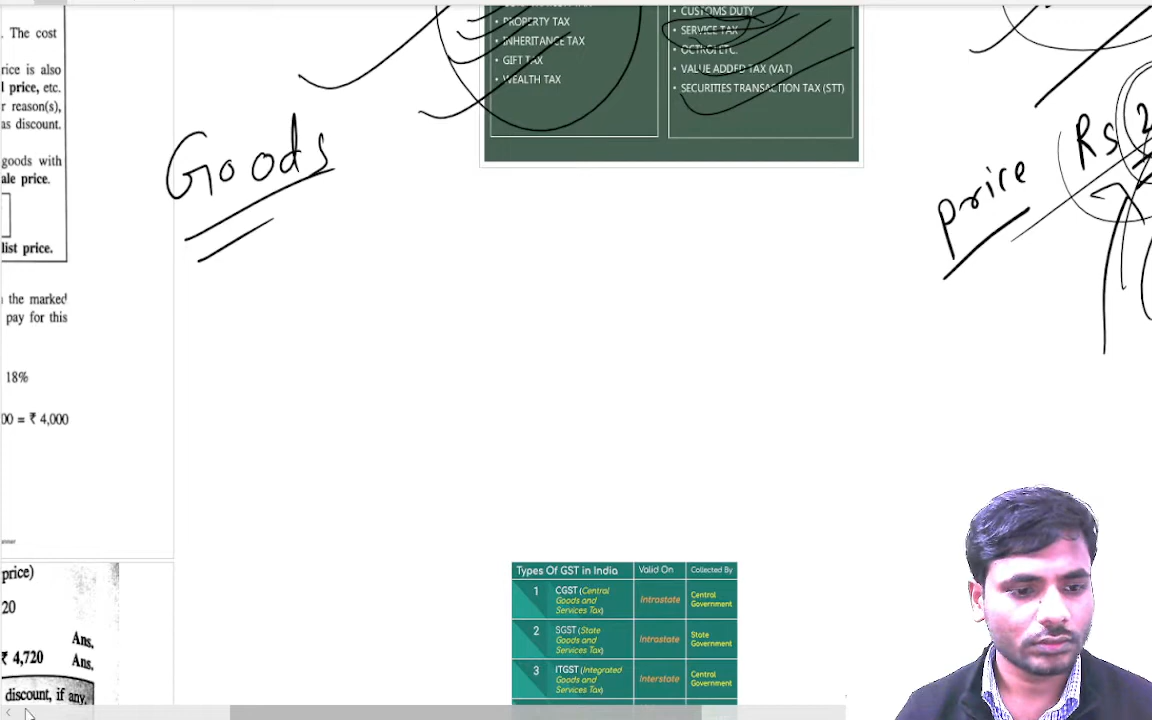 . The cost
rice is also
l price, etc.
r reason(s),
as discount.
goods with
ale price.
list price.
the marked
pay for this
18%
00 = ₹ 4,000
price)
20
Ans,
₹ 4,720 Ans,
discount, if any,
Goods
• PROPERTY TAX
• INHERITANCE TAX
• GIFT TAX
• WEALTH TAX
• CUSTOMS DUTY
• SERVICE TAX
• OCTROI ETC.
• VALUE ADDED TAX (VAT)
• SECURITIES TRANSACTION TAX (STT)
Price Rs
Types Of GST in India Valid On Collected By
1 CGST (Central Goods and Services Tax) Intrastate Central Government
2 SGST (State Goods and Services Tax) Intrastate State Government
3 ITGST (Integrated Goods and Services Tax) Interstate Central Government